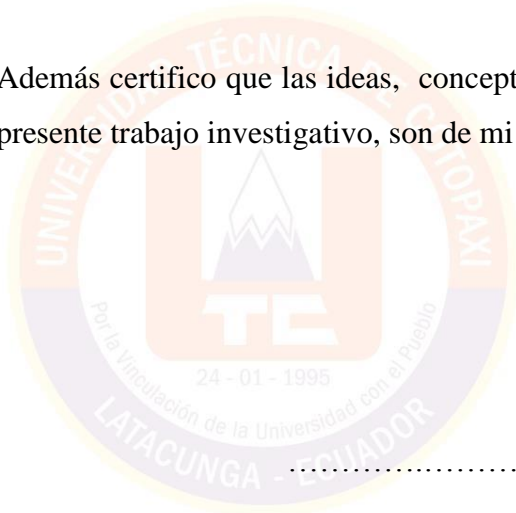 UNIVERSIDAD TÉCNICA DE COTOPAXI
Además certifico que las ideas, concept
presente trabajo investigativo, son de mi
UTC
Por la Vinculación de la Universidad con el Pueblo
24 - 01 - 1995
LATACUNGA - ECUADOR
………….………